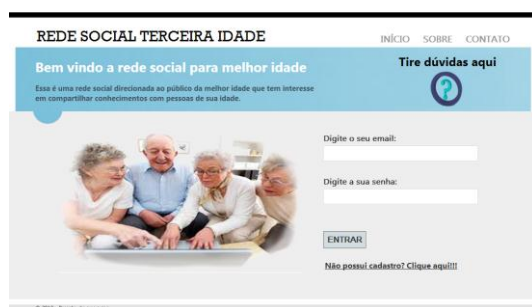 REDE SOCIAL TERCEIRA IDADE
INÍCIO SOBRE CONTATO
Bem vindo a rede social para melhor idade
Essa é uma rede social direcionada ao público da melhor idade que tem interesse
em compartilhar conhecimentos com pessoas de sua idade.
Tire dúvidas aqui
?
Digite o seu email:
Digite a sua senha:
ENTRAR
Não possui cadastro? Clique aqui!!!